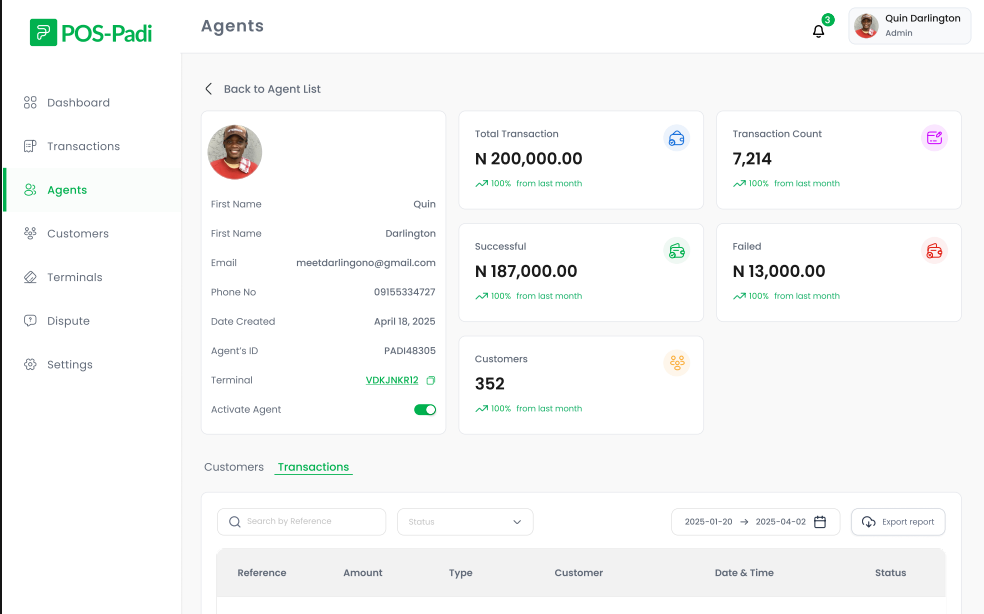 POS-Padi
Agents
3
Quin Darlington
Admin
Dashboard
Transactions
Agents
Customers
Terminals
Dispute
Settings
Back to Agent List
First Name Quin
First Name Darlington
Email meetdarlingono@gmail.com
Phone No 09155334727
Date Created April 18, 2025
Agent's ID PADI48305
Terminal VDKJNKR12
Activate Agent
Total Transaction
N 200,000.00
100% from last month
Transaction Count
7,214
100% from last month
Successful
N 187,000.00
100% from last month
Failed
N 13,000.00
100% from last month
Customers
352
100% from last month
Customers Transactions
Search by Reference Status 2025-01-20 → 2025-04-02 Export report
Reference Amount Type Customer Date & Time Status